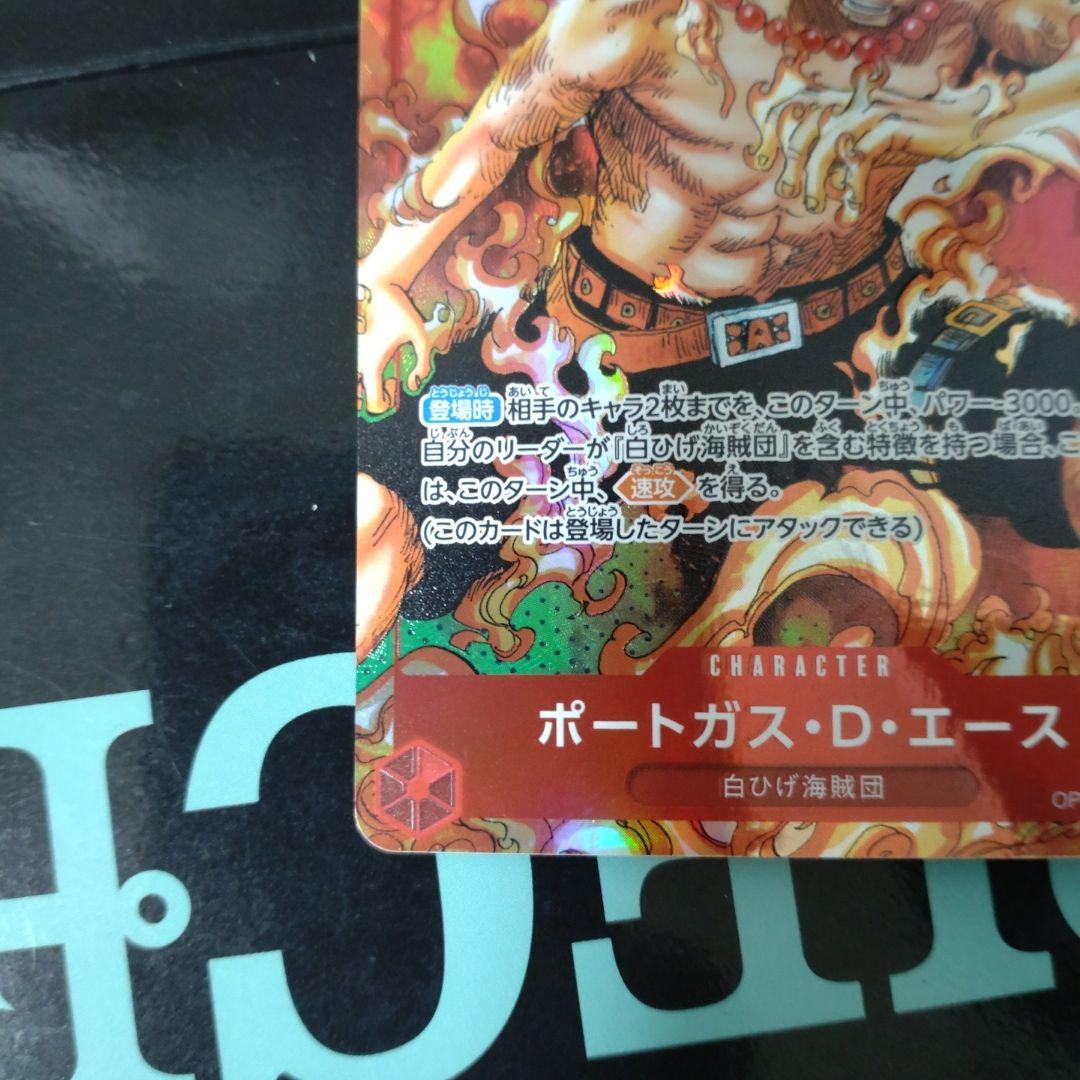 A
登場時 相手のキャラ2枚までを、このターン中、パワー-3000。
自分のリーダーが『白ひげ海賊団』を含む特徴を持つ場合、こ
は、このターン中、速攻を得る。
(このカードは登場したターンにアタックできる)
CHARACTER
ポートガス・D・エース
白ひげ海賊団
OP